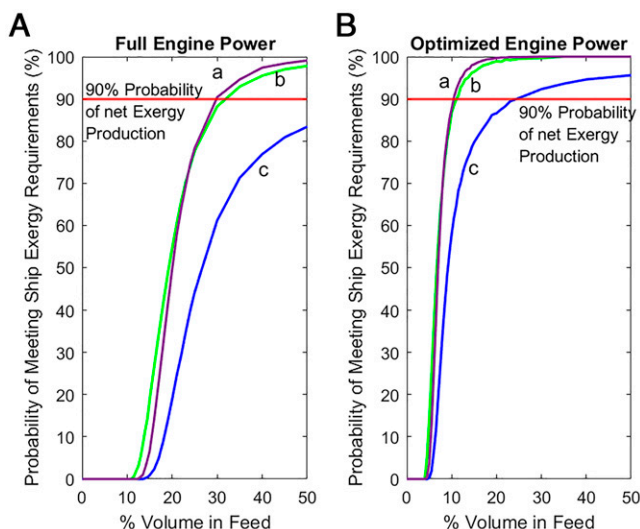 A
Full Engine Power
Probability of Meeting Ship Exergy Requirements (%)
100
90
80
70
60
50
40
30
20
10
0
90% Probability
of net Exergy
Production
a
b
c
0 10 20 30 40 50
% Volume in Feed
B
Optimized Engine Power
Probability of Meeting Ship Exergy Requirements (%)
100
90
80
70
60
50
40
30
20
10
0
a
b
90% Probability
of net Exergy
Production
c
0 10 20 30 40 50
% Volume in Feed